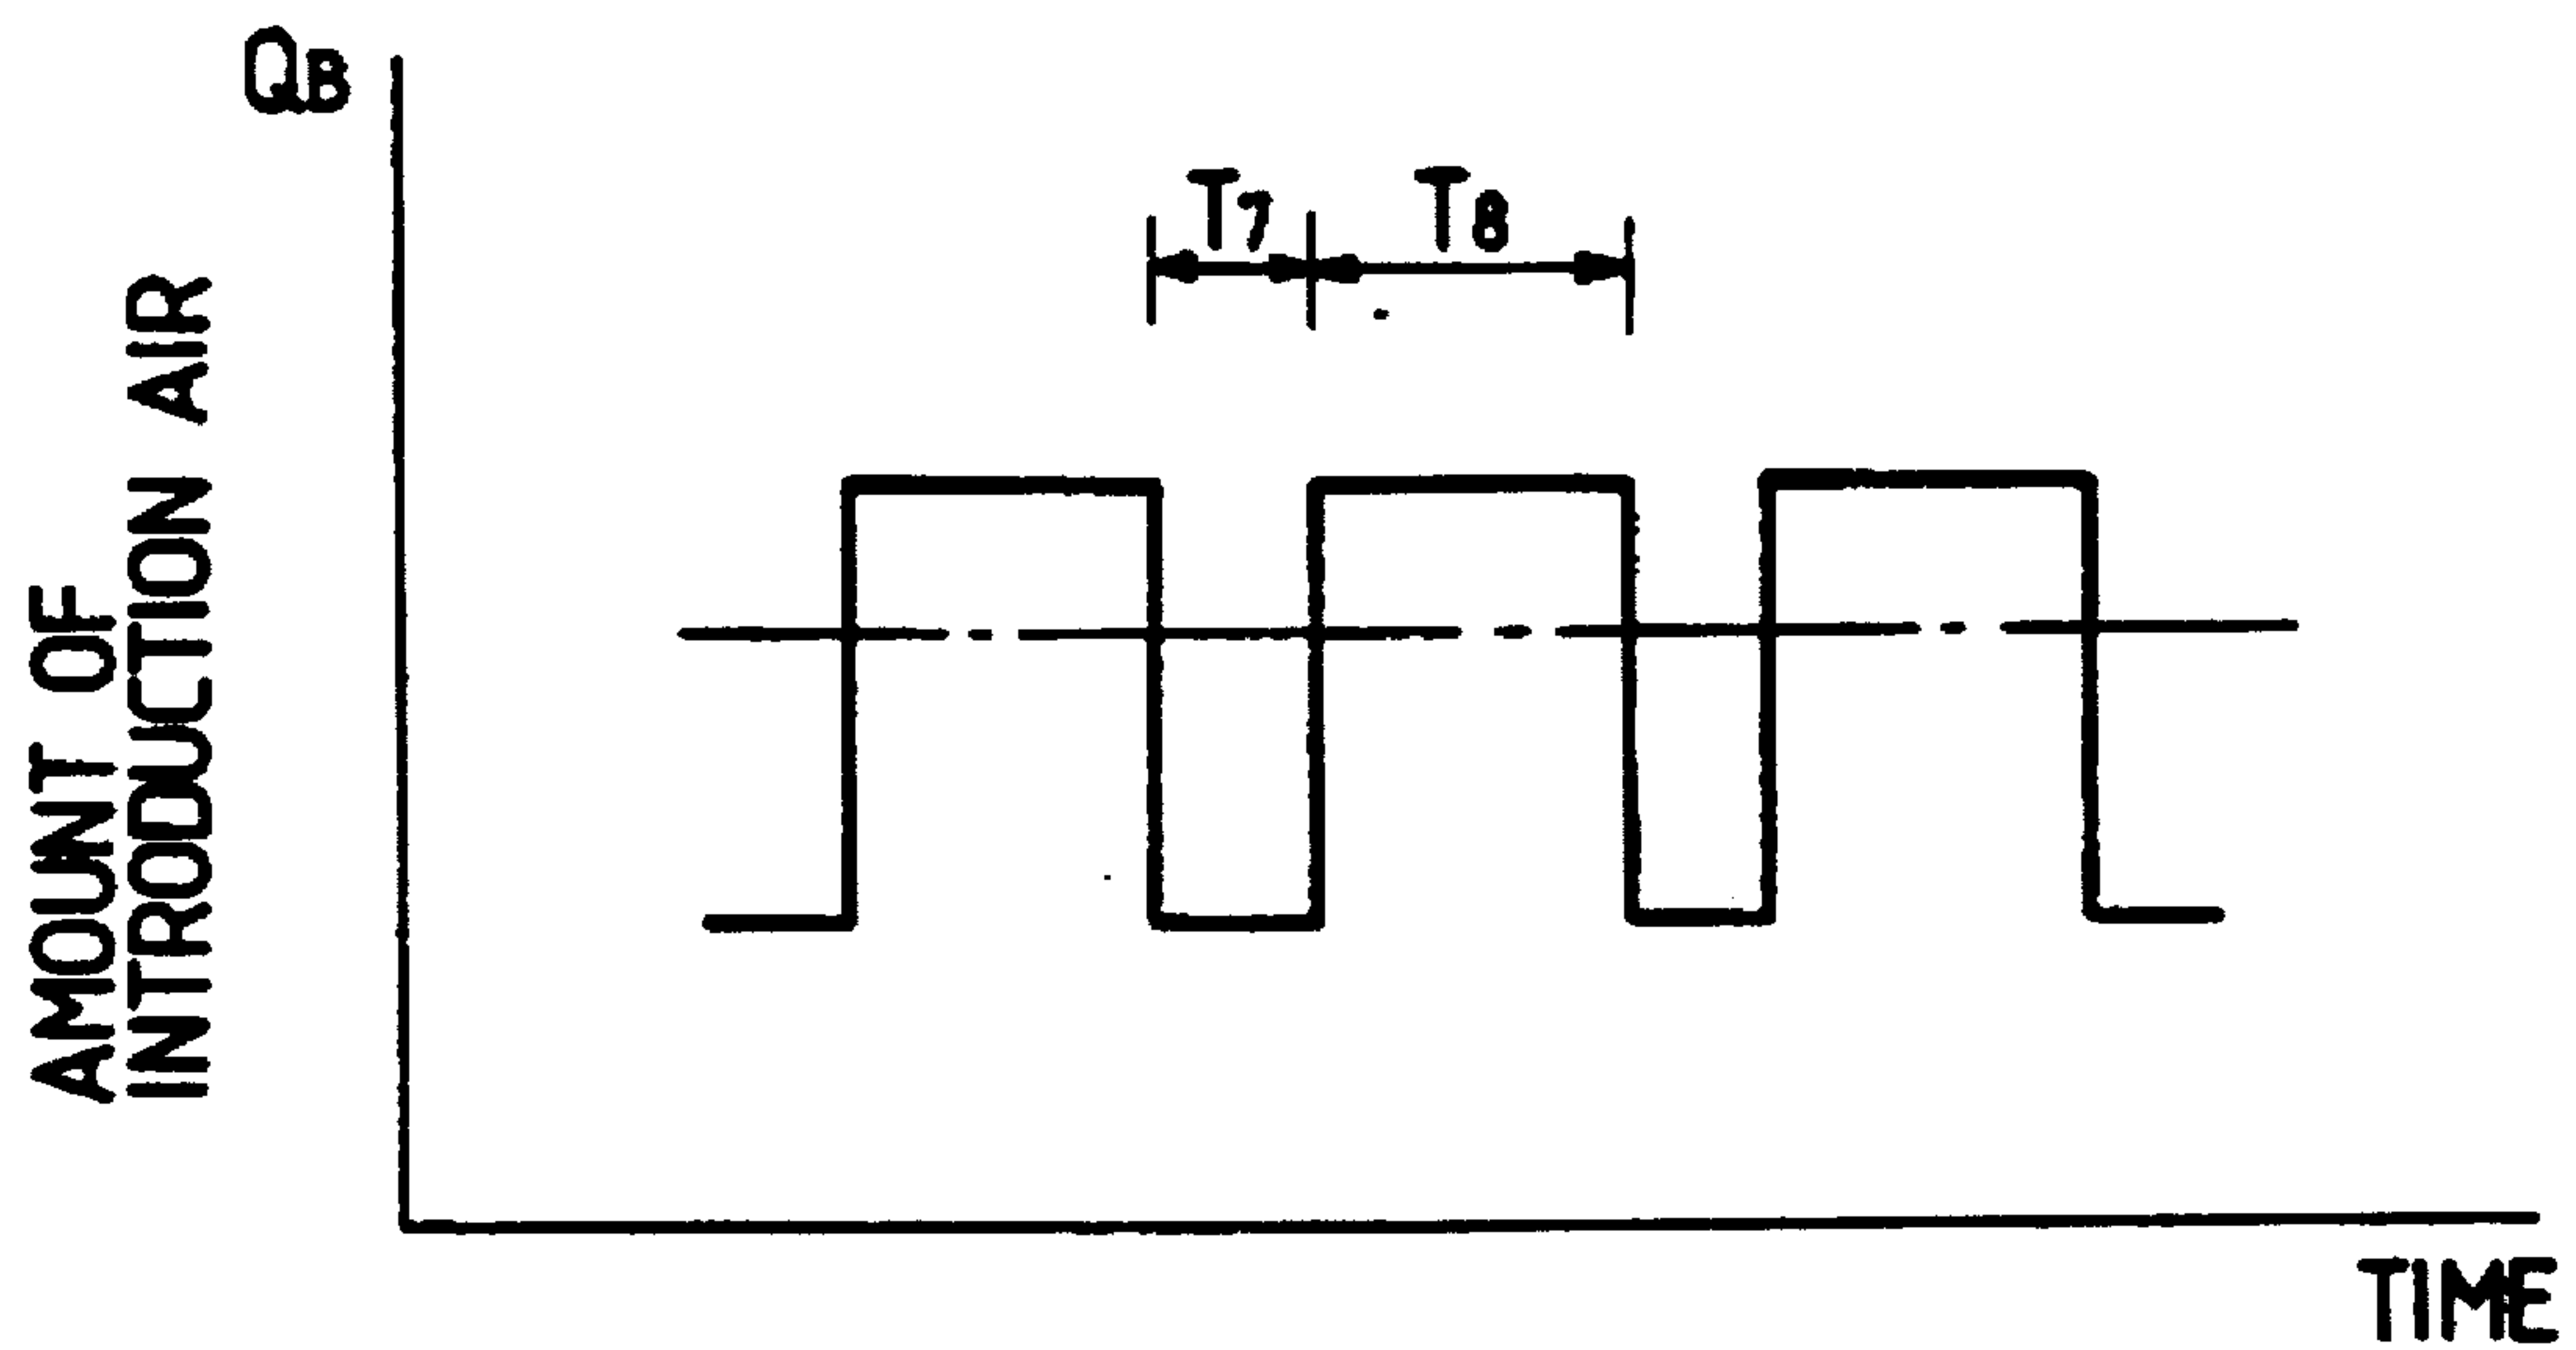 QB
T7 T8
AMOUNT OF
INTRODUCTION AIR
TIME